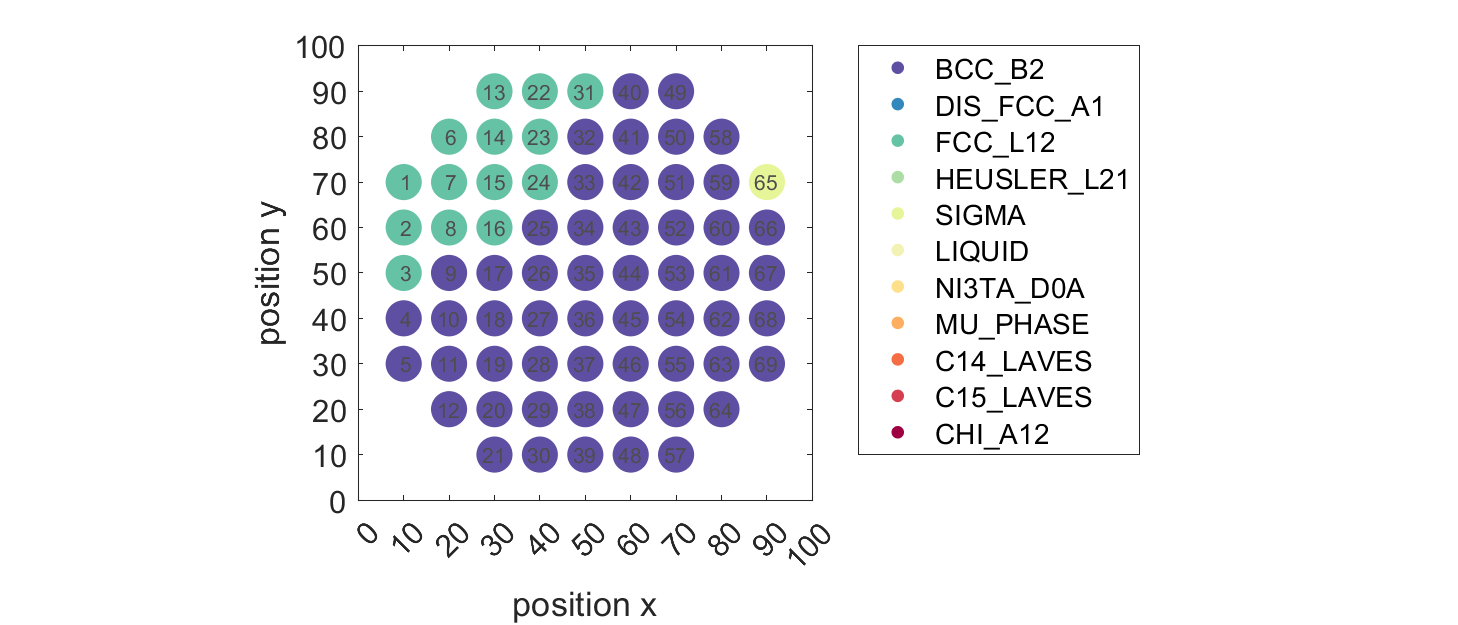 100
90
80
70
60
50
40
30
20
10
0
position y
13 22 31 40 49
6 14 23 32 41 50 58
1 7 15 24 33 42 51 59 65
2 8 16 25 34 43 52 60 66
3 9 17 26 35 44 53 61 67
4 10 18 27 36 45 54 62 68
5 11 19 28 37 46 55 63 69
12 20 29 38 47 56 64
21 30 39 48 57
0 10 20 30 40 50 60 70 80 90 100
position x
BCC_B2
DIS_FCC_A1
FCC_L12
HEUSLER_L21
SIGMA
LIQUID
NI3TA_D0A
MU_PHASE
C14_LAVES
C15_LAVES
CHI_A12